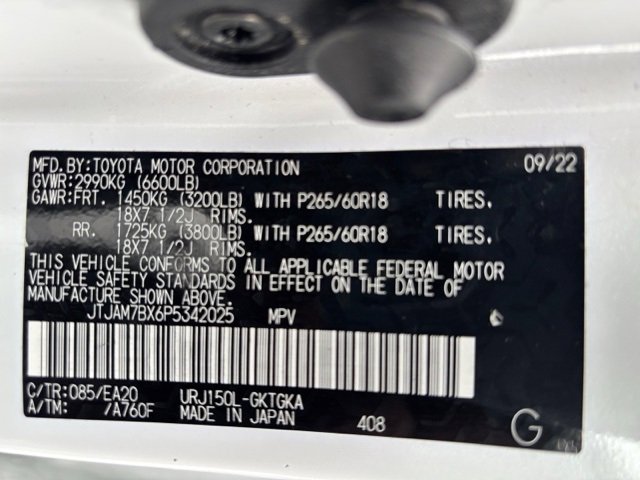 MFD.BY:TOYOTA MOTOR CORPORATION 09/22
GVWR:2990KG (6600LB)
GAWR:FRT. 1450KG (3200LB) WITH P265/60R18 TIRES.
18X7 1/2J RIMS.
RR. 1725KG (3800LB) WITH P265/60R18 TIRES.
18X7 1/2J RIMS.
THIS VEHICLE CONFORMS TO ALL APPLICABLE FEDERAL MOTOR
VEHICLE SAFETY STANDARDS IN EFFECT ON THE DATE OF
MANUFACTURE SHOWN ABOVE.
JTJAM7BX6P5342025 MPV
C/TR:085/EA20 URJ150L-GKTGKA
A/TM: /A760F MADE IN JAPAN 408 G